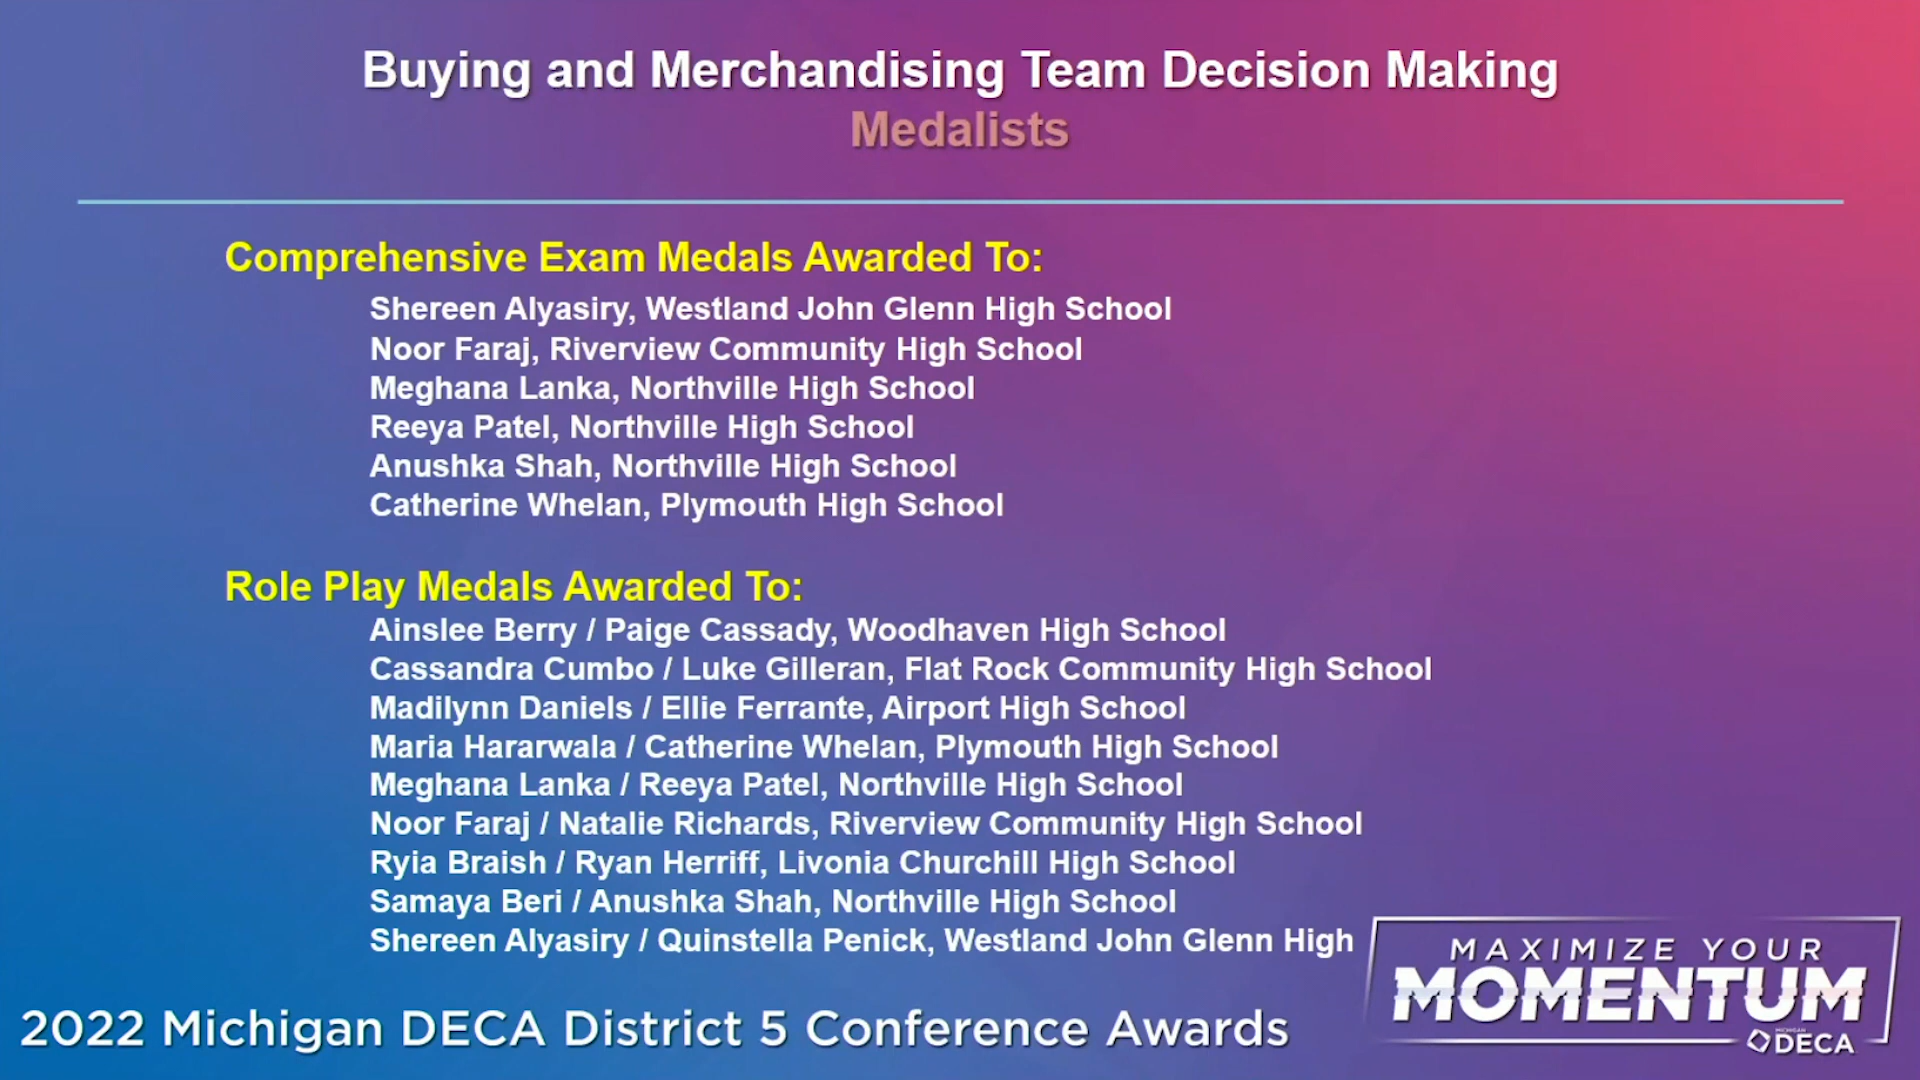 Buying and Merchandising Team Decision Making
Medalists
Comprehensive Exam Medals Awarded To:
Shereen Alyasiry, Westland John Glenn High School
Noor Faraj, Riverview Community High School
Meghana Lanka, Northville High School
Reeya Patel, Northville High School
Anushka Shah, Northville High School
Catherine Whelan, Plymouth High School
Role Play Medals Awarded To:
Ainslee Berry / Paige Cassady, Woodhaven High School
Cassandra Cumbo / Luke Gilleran, Flat Rock Community High School
Madilynn Daniels / Ellie Ferrante, Airport High School
Maria Hararwala / Catherine Whelan, Plymouth High School
Meghana Lanka / Reeya Patel, Northville High School
Noor Faraj / Natalie Richards, Riverview Community High School
Ryia Braish / Ryan Herriff, Livonia Churchill High School
Samaya Beri / Anushka Shah, Northville High School
Shereen Alyasiry / Quinstella Penick, Westland John Glenn High
MAXIMIZE YOUR
MOMENTUM
MICHIGAN
DECA
2022 Michigan DECA District 5 Conference Awards